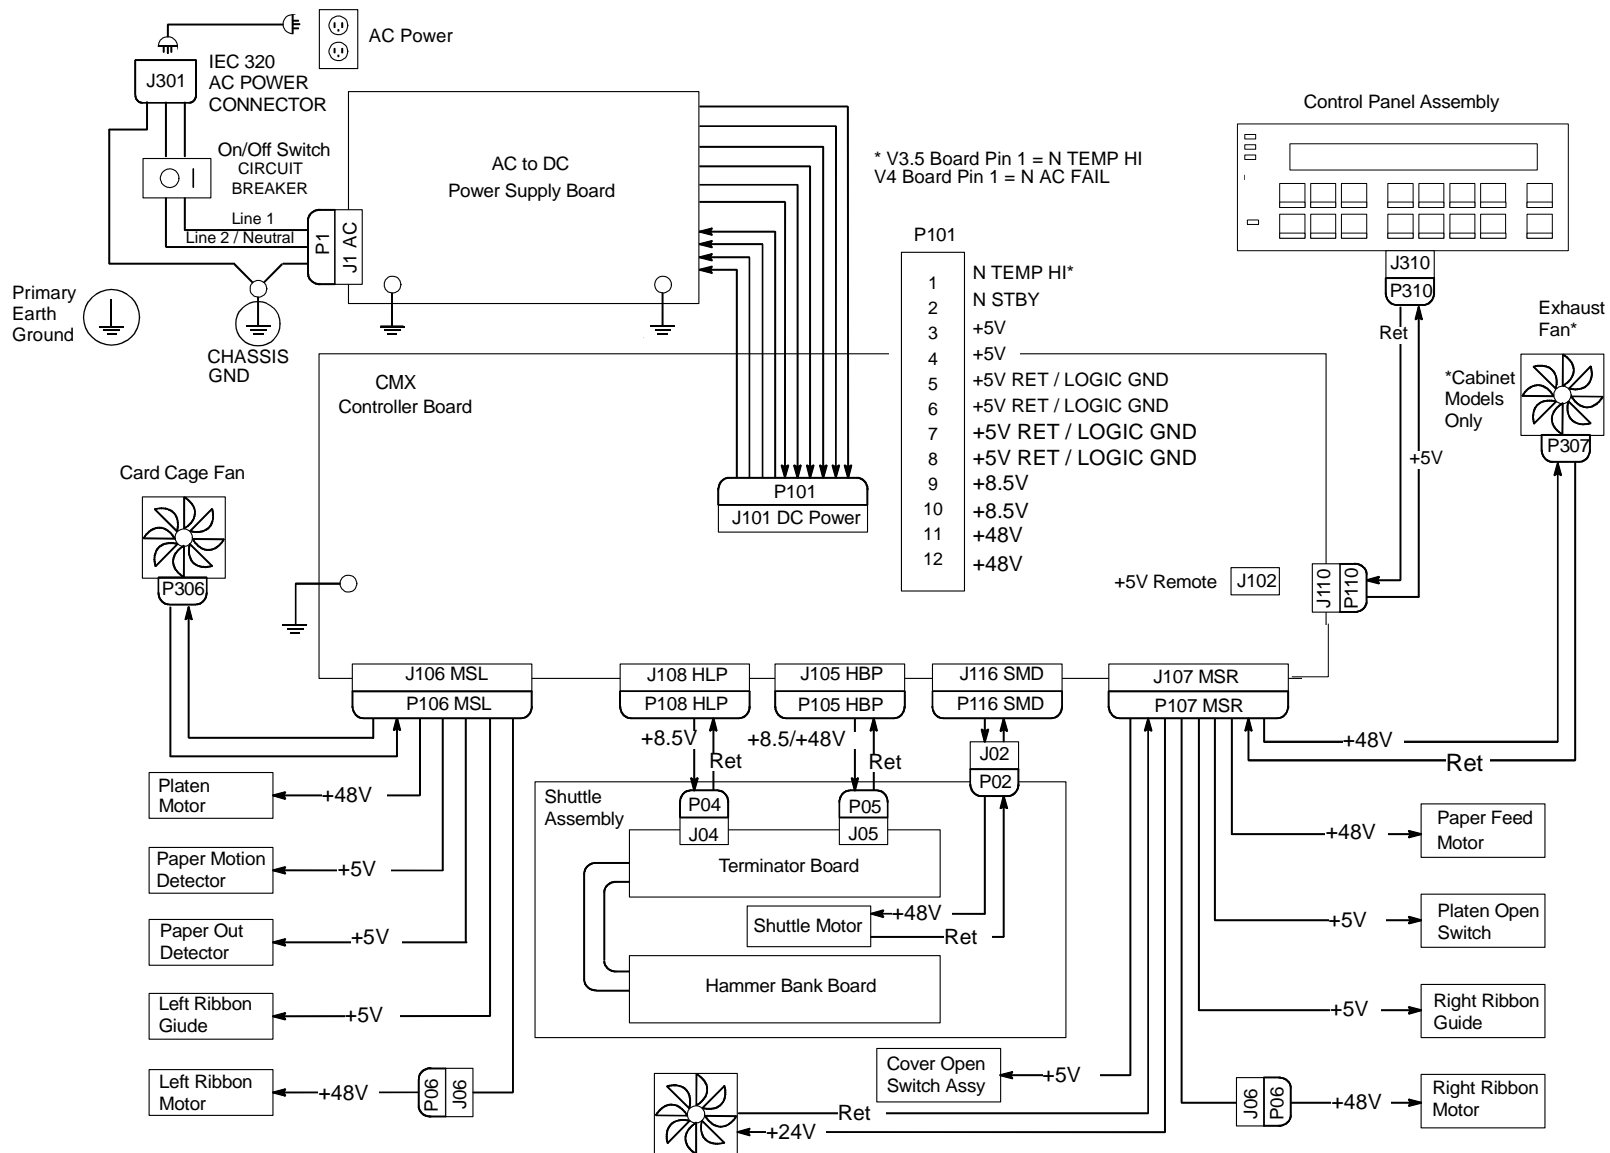 AC Power
IEC 320
AC POWER
CONNECTOR
J301
On/Off Switch
CIRCUIT
BREAKER
Line 1
Line 2 / Neutral
P1
J1 AC
AC to DC
Power Supply Board
Primary
Earth
Ground
CHASSIS
GND
* V3.5 Board Pin 1 = N TEMP HI
V4 Board Pin 1 = N AC FAIL
Control Panel Assembly
J310
P310
Ret
+5V
Exhaust
Fan*
*Cabinet
Models
Only
P307
P101
1 N TEMP HI*
2 N STBY
3 +5V
4 +5V
5 +5V RET / LOGIC GND
6 +5V RET / LOGIC GND
7 +5V RET / LOGIC GND
8 +5V RET / LOGIC GND
9 +8.5V
10 +8.5V
11 +48V
12 +48V
CMX
Controller Board
P101
J101 DC Power
Card Cage Fan
P306
+5V Remote
J102
J110
P110
J106 MSL
P106 MSL
J108 HLP
P108 HLP
J105 HBP
P105 HBP
J116 SMD
P116 SMD
J107 MSR
P107 MSR
+8.5V
Ret
+8.5/+48V
Ret
J02
P02
+48V
Ret
Platen
Motor
+48V
Paper Motion
Detector
+5V
Paper Out
Detector
+5V
Left Ribbon
Giude
+5V
Left Ribbon
Motor
+48V
P06
J06
Shuttle
Assembly
P04
J04
P05
J05
Terminator Board
Shuttle Motor
+48V
Ret
Hammer Bank Board
Cover Open
Switch Assy
+5V
Ret
+24V
+48V
Paper Feed
Motor
+5V
Platen Open
Switch
+5V
Right Ribbon
Guide
J06
P06
+48V
Right Ribbon
Motor